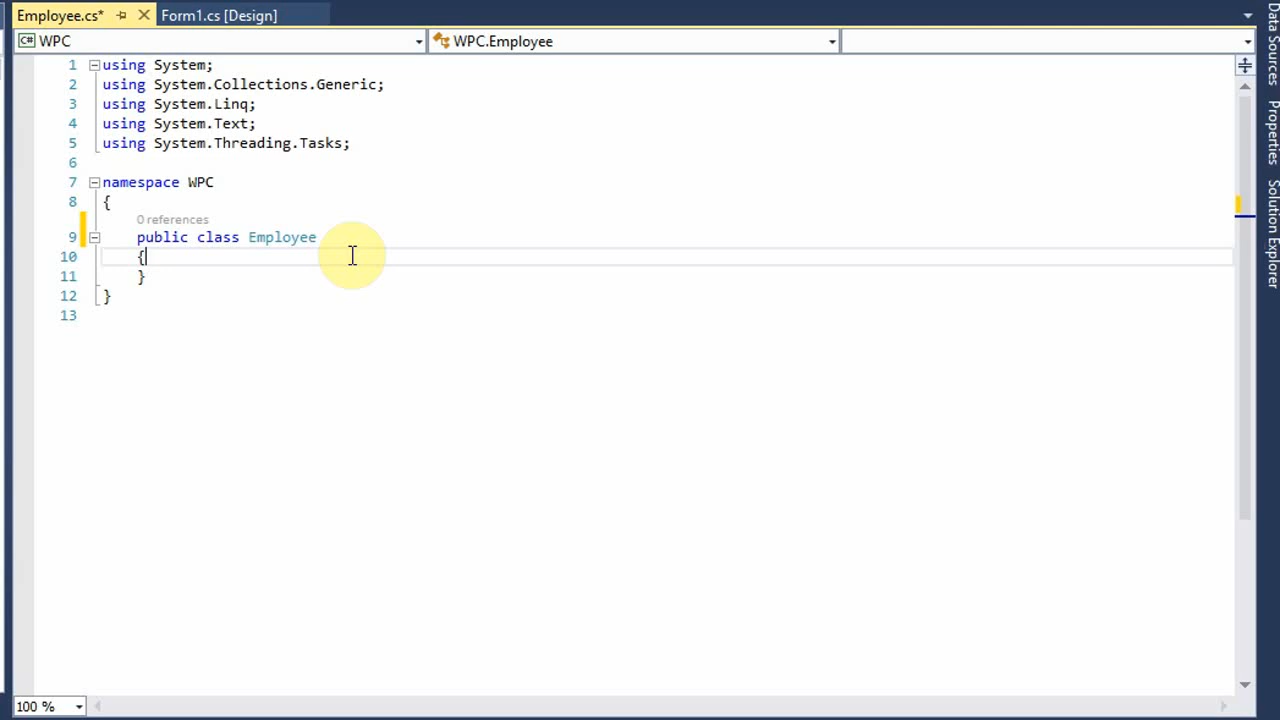 Employee.cs*
Form1.cs [Design]
C# WPC
WPC.Employee
1 using System;
2 using System.Collections.Generic;
3 using System.Linq;
4 using System.Text;
5 using System.Threading.Tasks;
6
7 namespace WPC
8 {
0 references
9 public class Employee
10 {
11 }
12 }
13
100 %
Data Sources
Properties
Solution Explorer